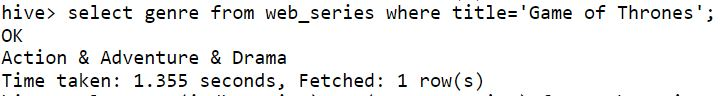 hive> select genre from web_series where title='Game of Thrones';
OK
Action & Adventure & Drama
Time taken: 1.355 seconds, Fetched: 1 row(s)